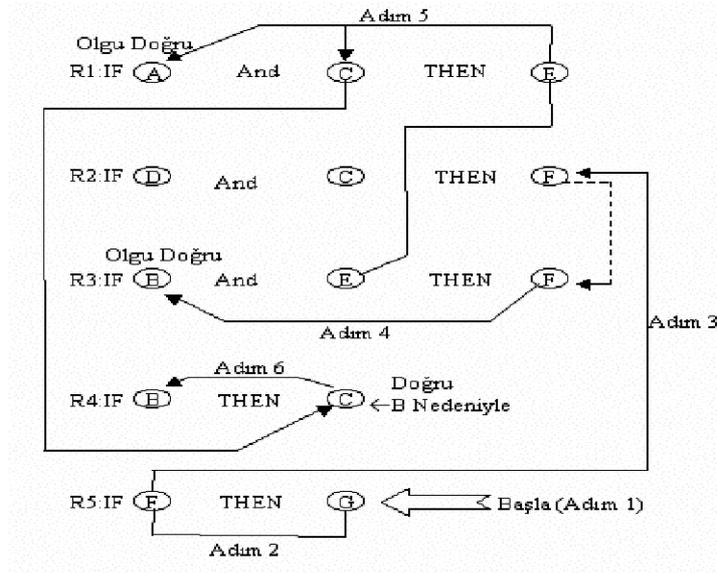 Adım 5
Olgu Doğru
R1:IF A And C THEN E
R2:IF D And C THEN F
Olgu Doğru
R3:IF B And E THEN F
Adım 3
Adım 4
Adım 6
Doğru
R4:IF B THEN C ←B Nedeniyle
R5:IF F THEN G Başla (Adım 1)
Adım 2